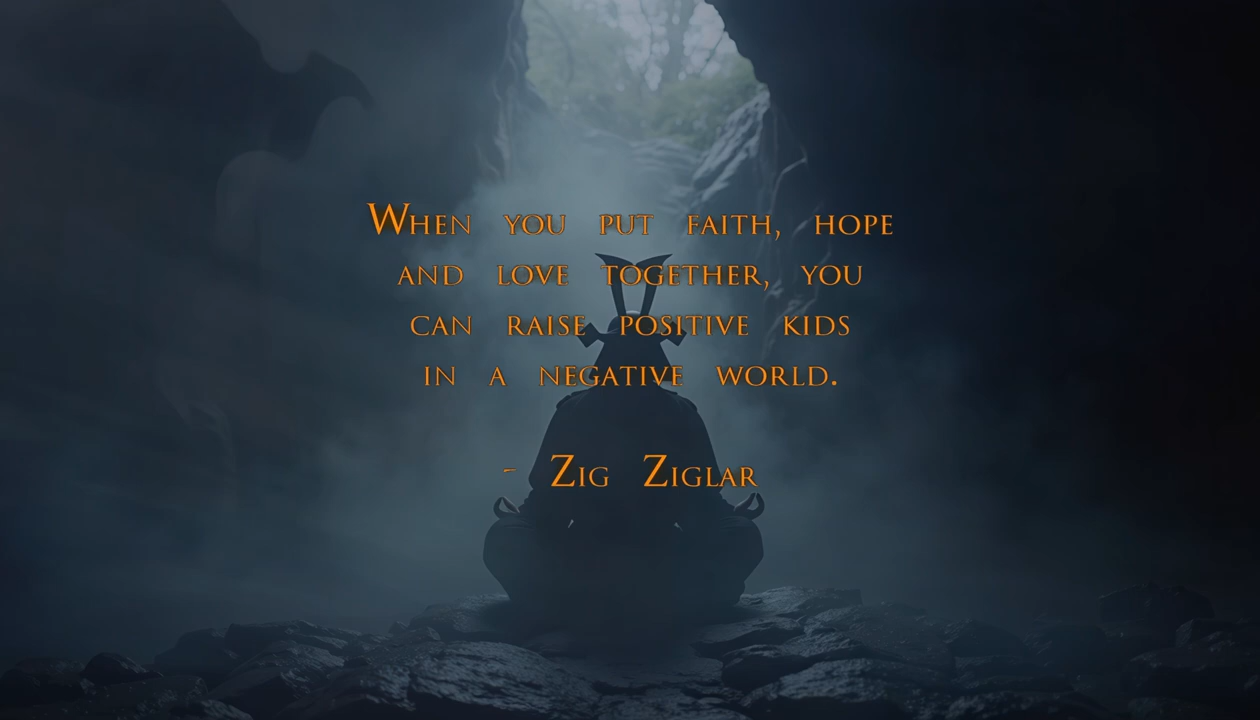 When you put faith, hope
and love together, you
can raise positive kids
in a negative world.
- Zig Ziglar